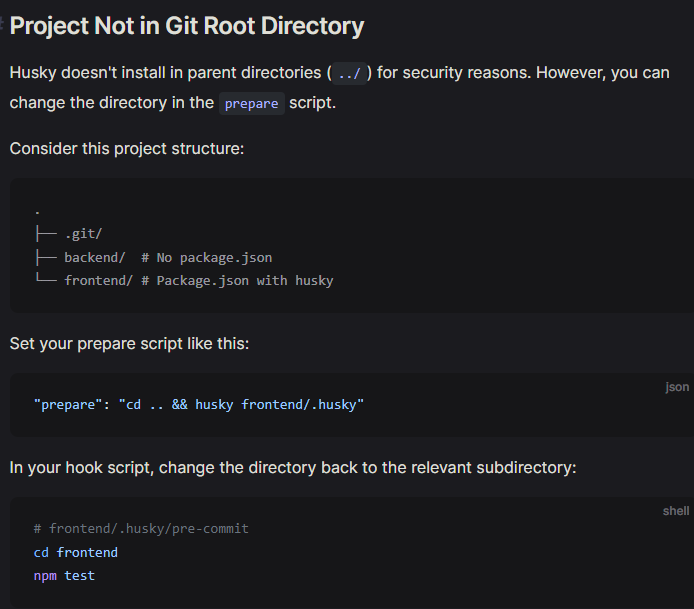 # Project Not in Git Root Directory
Husky doesn't install in parent directories ( ../ ) for security reasons. However, you can
change the directory in the prepare script.
Consider this project structure:
.
├── .git/
├── backend/  # No package.json
└── frontend/ # Package.json with husky
Set your prepare script like this:
json
"prepare": "cd .. && husky frontend/.husky"
In your hook script, change the directory back to the relevant subdirectory:
shell
# frontend/.husky/pre-commit
cd frontend
npm test